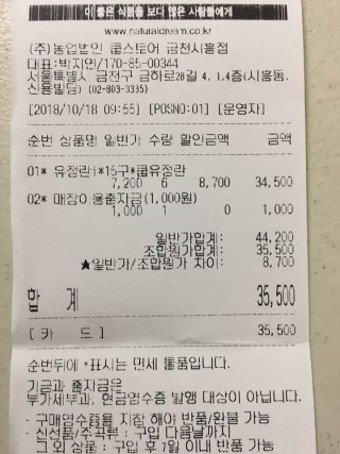 이 좋은 식품을 보다 많은 사람들에게
www.naturaldream.co.kr
(주)농업법인 쿱스토어 금천시흥점
대표:박지연/170-85-00344
서울특별시 금천구 금하로28길 4, 1.4층(시흥동,
신용빌딩) (02-803-3335)
[2018/10/18 09:55] [POSNO:01] [운영자]
순번 상품명 일반가 수량 할인금액 금액
01* 유정란(*15구*쿱유정란
7,200 6 8,700 34,500
02* 매장이용출자금(1,000원)
1,000 1 0 1,000
일반가합계: 44,200
조합원가합계: 35,500
★일반가/조합원가 차이: 8,700
합 계 35,500
[카 드] 35,500
순번뒤에 *표시는 면세 물품입니다.
기금과 출자금은
부가세부과, 현금영수증 발행 대상이 아닙니다.
- 구매영수증을 지참 해야 반품/환불 가능
- 신선품/주곡류 : 구입 다음날까지
그 외 상품 : 구입 후 7일 이내 반품 가능